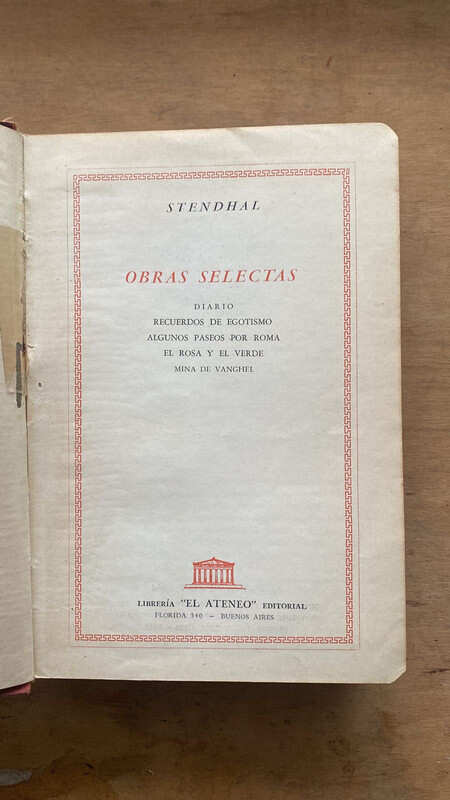 STENDHAL
OBRAS SELECTAS
DIARIO
RECUERDOS DE EGOTISMO
ALGUNOS PASEOS POR ROMA
EL ROSA Y EL VERDE
MINA DE VANGHEL
LIBRERÍA "EL ATENEO" EDITORIAL
FLORIDA 340 — BUENOS AIRES